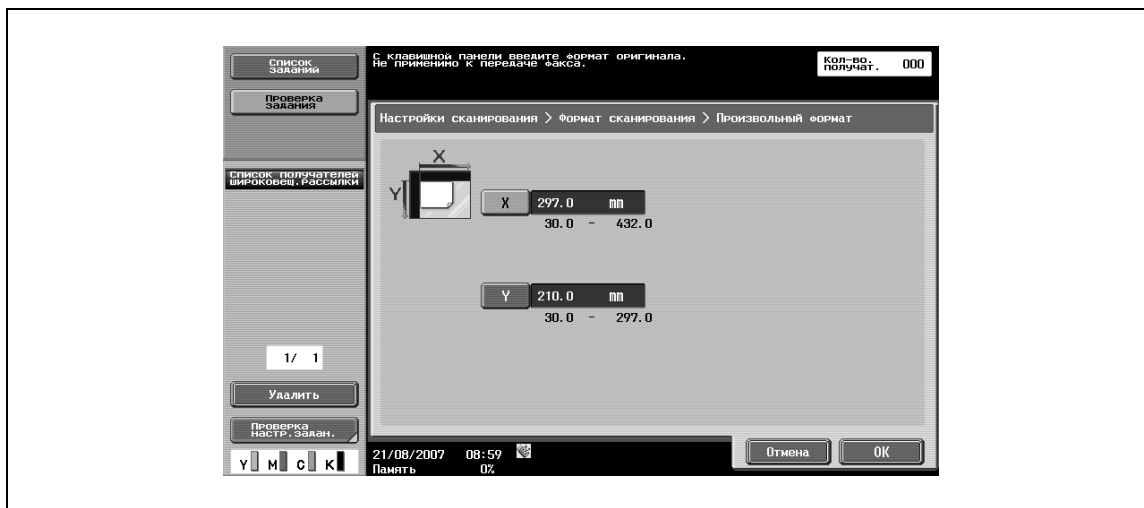 Список
заданий
Проверка
задания
Список получателей
широковещ.рассылки
1/ 1
Удалить
Проверка
настр.задан.
Y M C K
С клавишной панели введите формат оригинала.
Не применимо к передаче факса.
Кол-во.
получат. 000
Настройки сканирования > Формат сканирования > Произвольный формат
X
Y
X 297.0 mm
30.0 - 432.0
Y 210.0 mm
30.0 - 297.0
21/08/2007 08:59
Память 0%
Отмена OK